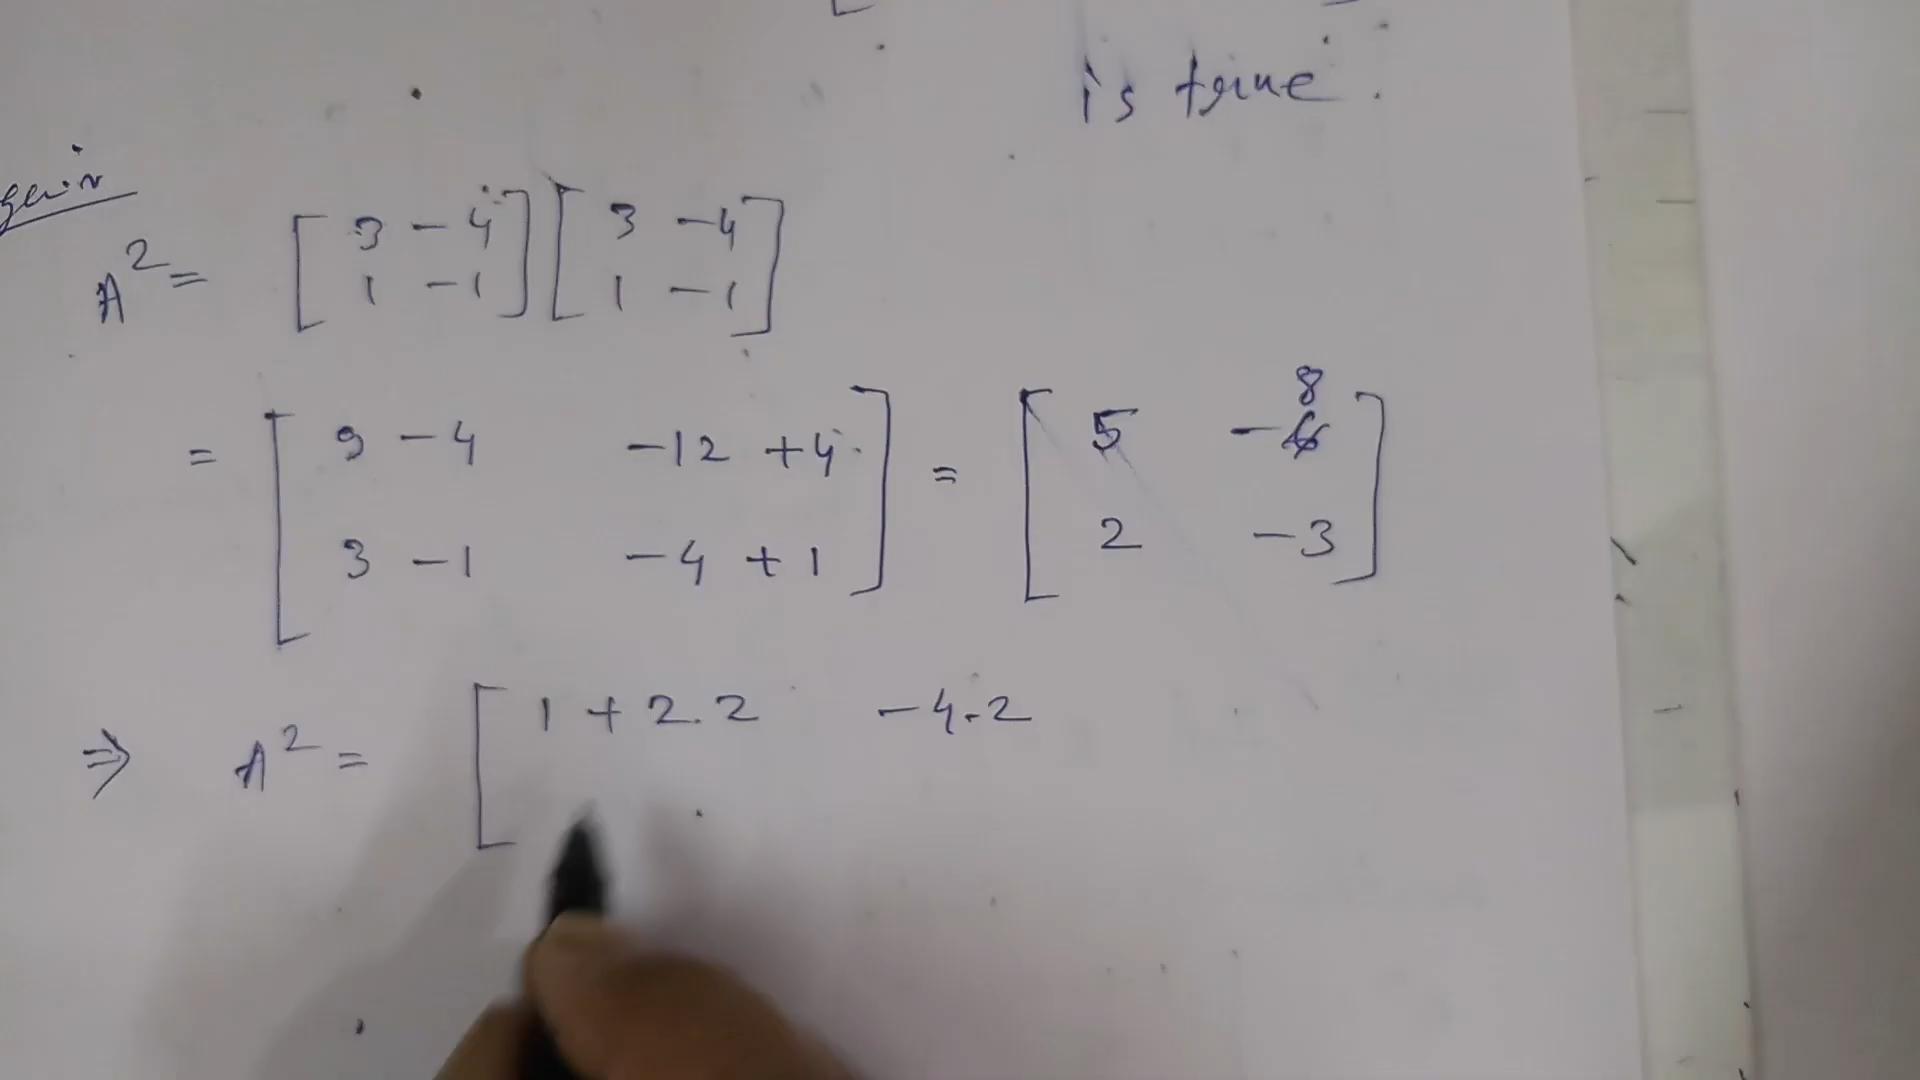 is true.
A² = [ 3 -4 ] [ 3 -4 ]
1 -1 1 -1
= [ 9 - 4 -12 + 4 ] = [ 5 -8 ]
3 - 1 -4 + 1 2 -3
⇒ A² = [ 1 + 2.2 -4.2